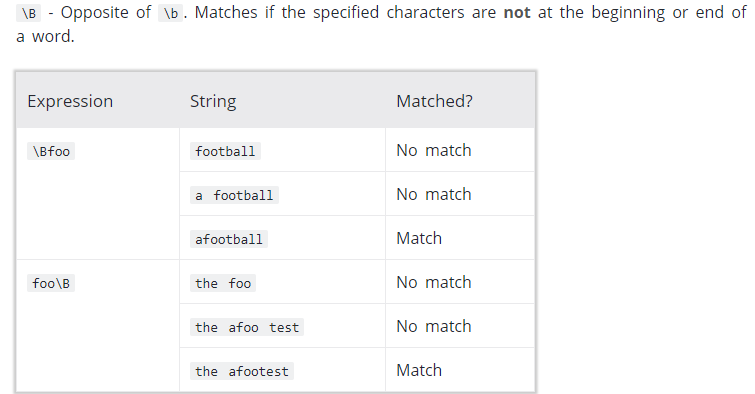 \B - Opposite of \b. Matches if the specified characters are not at the beginning or end of
a word.
Expression String Matched?
\Bfoo football No match
a football No match
afootball Match
foo\B the foo No match
the afoo test No match
the afootest Match